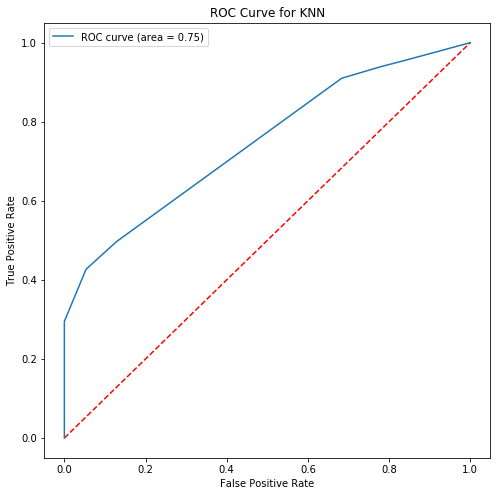 ROC Curve for KNN
ROC curve (area = 0.75)
1.0
0.8
0.6
0.4
0.2
0.0
True Positive Rate
0.0 0.2 0.4 0.6 0.8 1.0
False Positive Rate